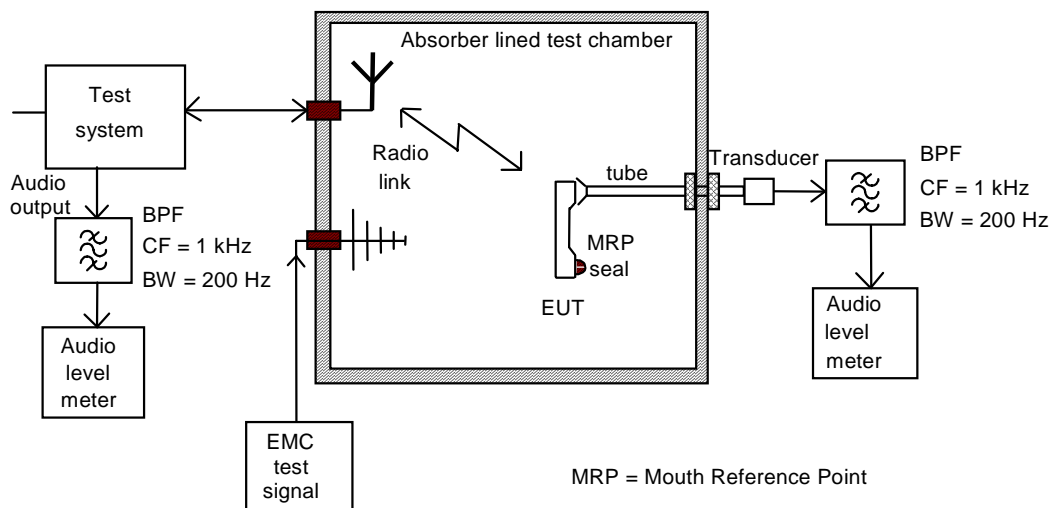 Absorber lined test chamber
Test
system
Radio
link
Audio
output
BPF
CF = 1 kHz
BW = 200 Hz
Audio
level
meter
EMC
test
signal
tube
Transducer
MRP
seal
EUT
BPF
CF = 1 kHz
BW = 200 Hz
Audio
level
meter
MRP = Mouth Reference Point